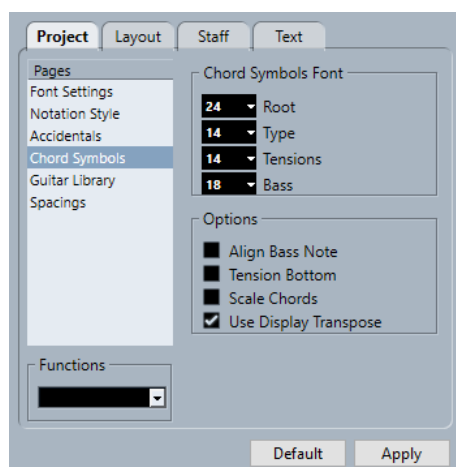 Project Layout Staff Text
Pages
Font Settings
Notation Style
Accidentals
Chord Symbols
Guitar Library
Spacings
Functions
Chord Symbols Font
24 Root
14 Type
14 Tensions
18 Bass
Options
Align Bass Note
Tension Bottom
Scale Chords
Use Display Transpose
Default Apply